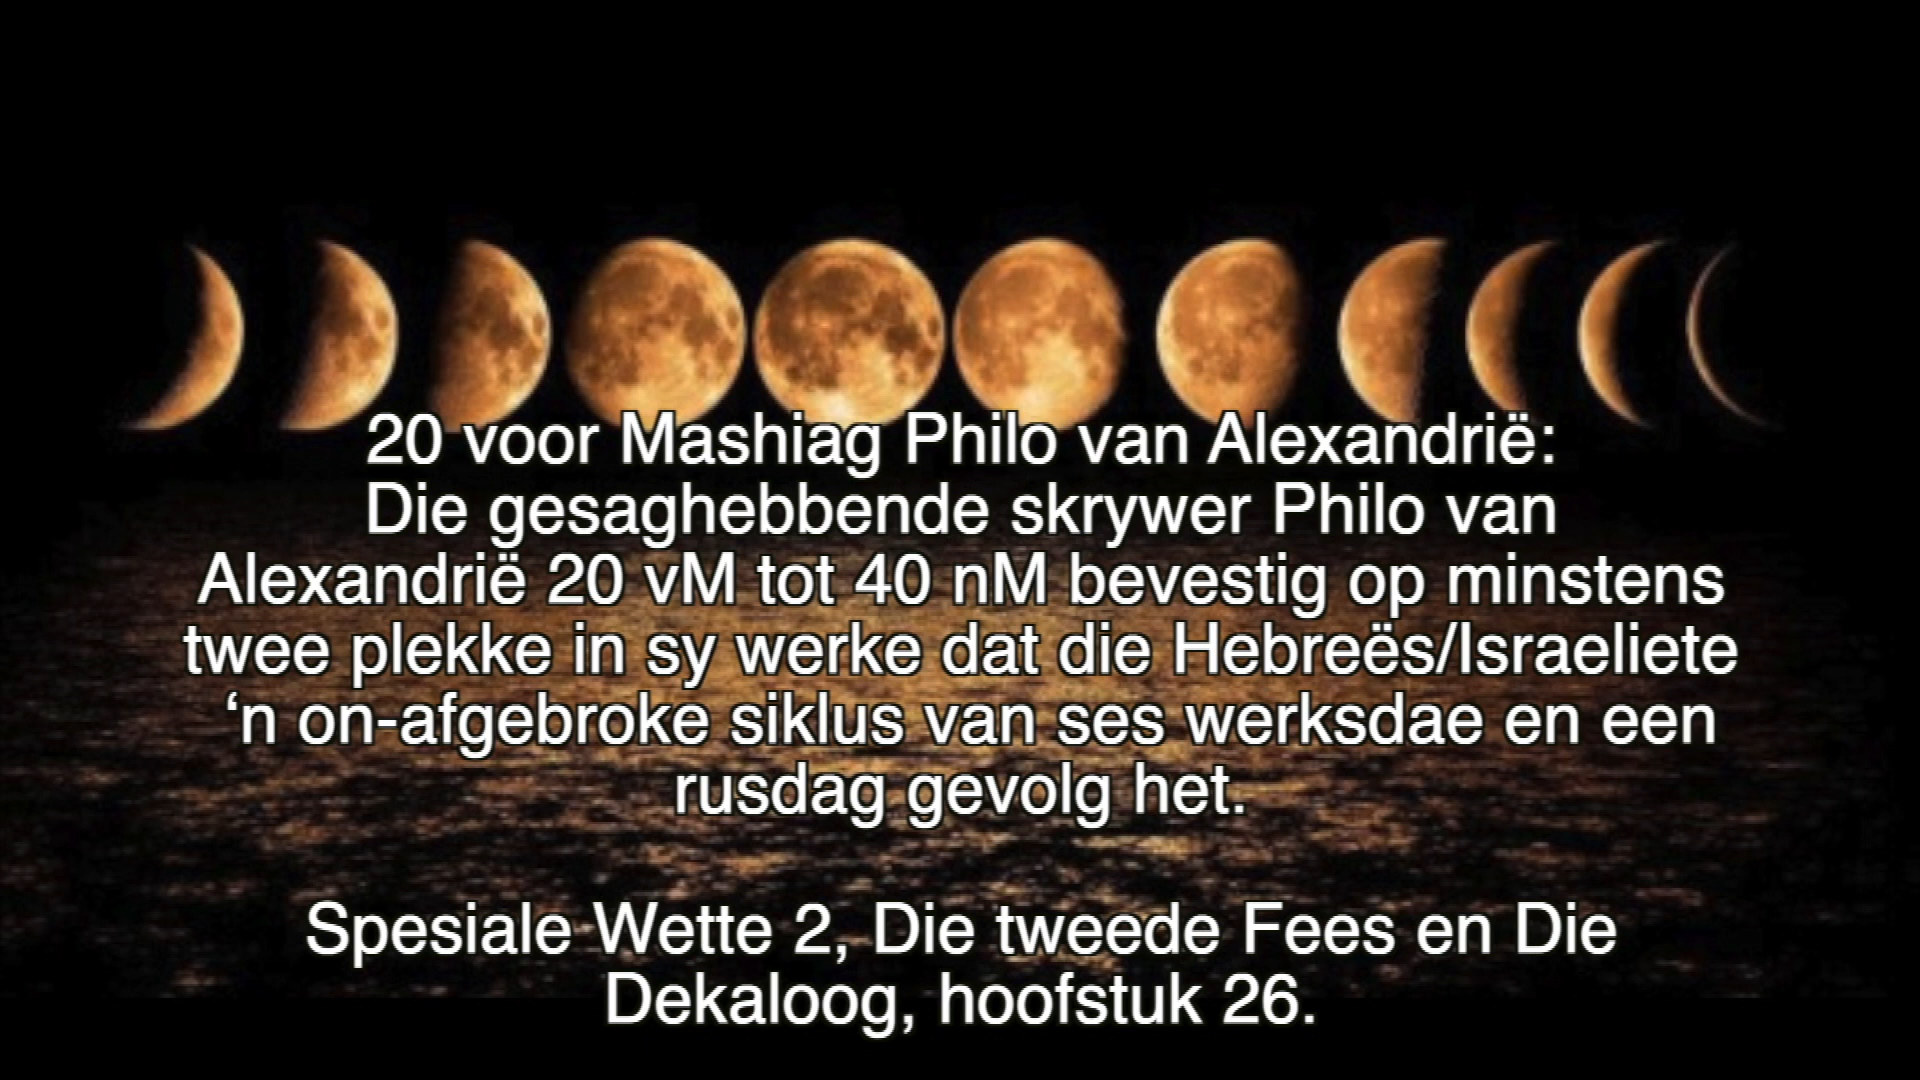 20 voor Mashiag Philo van Alexandrië:
Die gesaghebbende skrywer Philo van
Alexandrië 20 vM tot 40 nM bevestig op minstens
twee plekke in sy werke dat die Hebreës/Israeliete
‘n on-afgebroke siklus van ses werksdae en een
rusdag gevolg het.
Spesiale Wette 2, Die tweede Fees en Die
Dekaloog, hoofstuk 26.